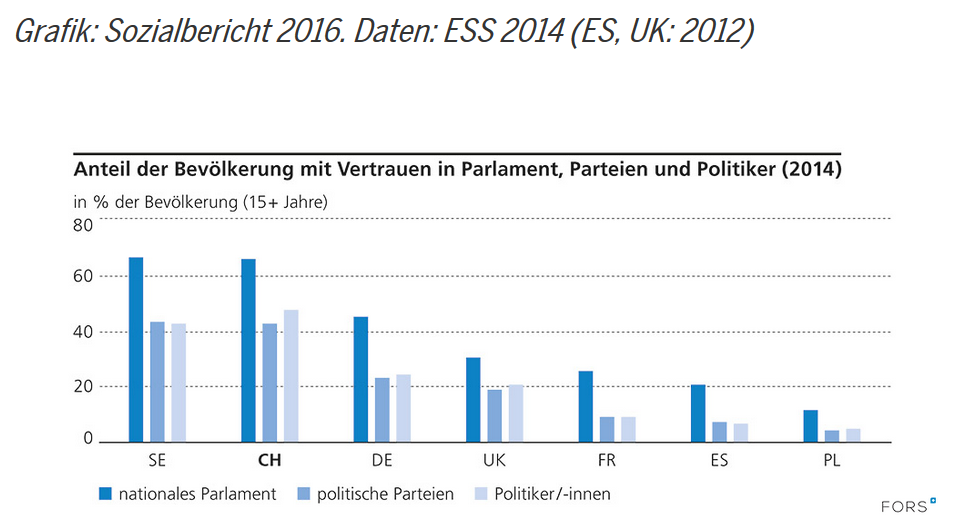 Grafik: Sozialbericht 2016. Daten: ESS 2014 (ES, UK: 2012)
Anteil der Bevölkerung mit Vertrauen in Parlament, Parteien und Politiker (2014)
in % der Bevölkerung (15+ Jahre)
80
60
40
20
0
SE CH DE UK FR ES PL
nationales Parlament politische Parteien Politiker/-innen
FORS